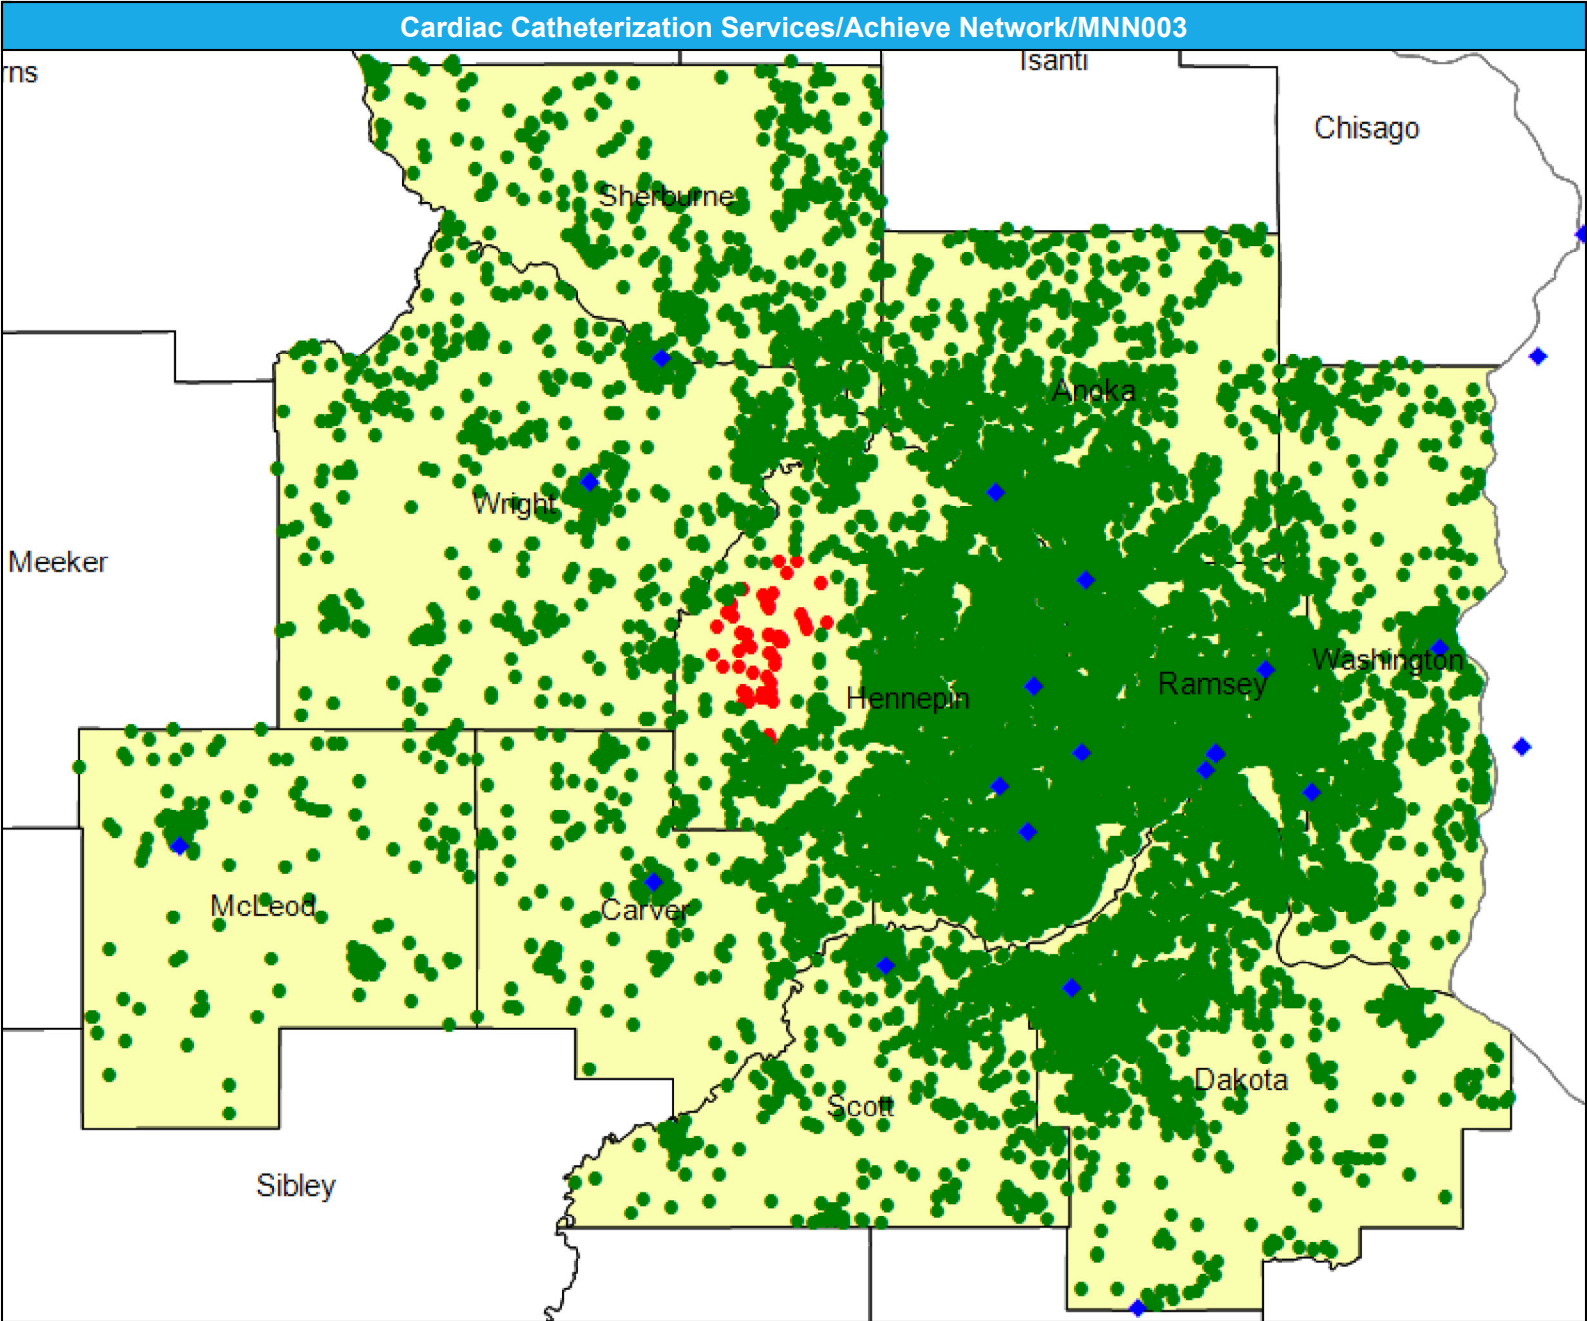 Cardiac Catheterization Services/Achieve Network/MNN003
rns
Isanti
Chisago
Sherburne
Anoka
Wright
Meeker
Washington
Ramsey
Hennepin
McLeod
Carver
Dakota
Scott
Sibley